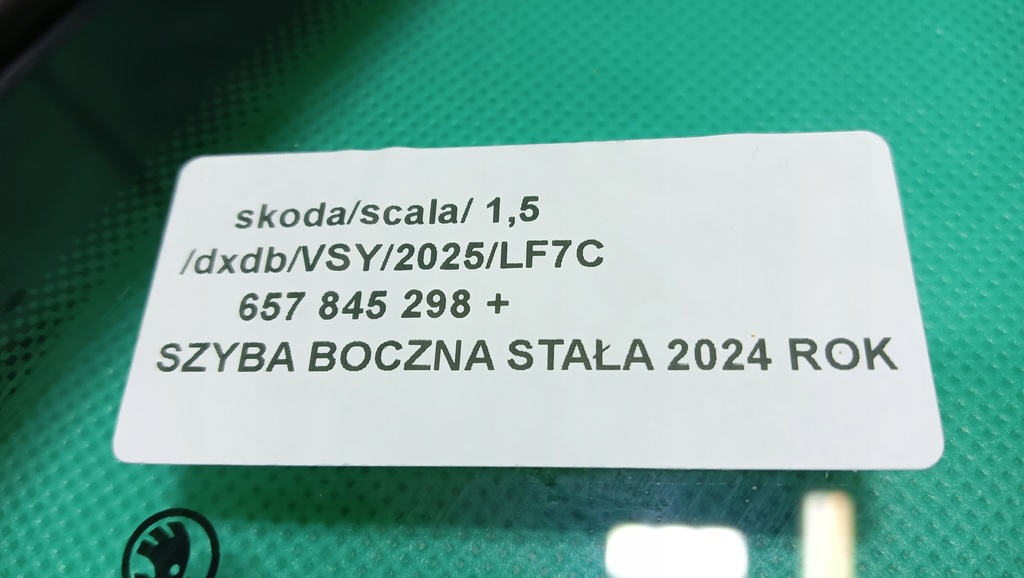 skoda/scala/ 1,5
/dxdb/VSY/2025/LF7C
657 845 298 +
SZYBA BOCZNA STAŁA 2024 ROK